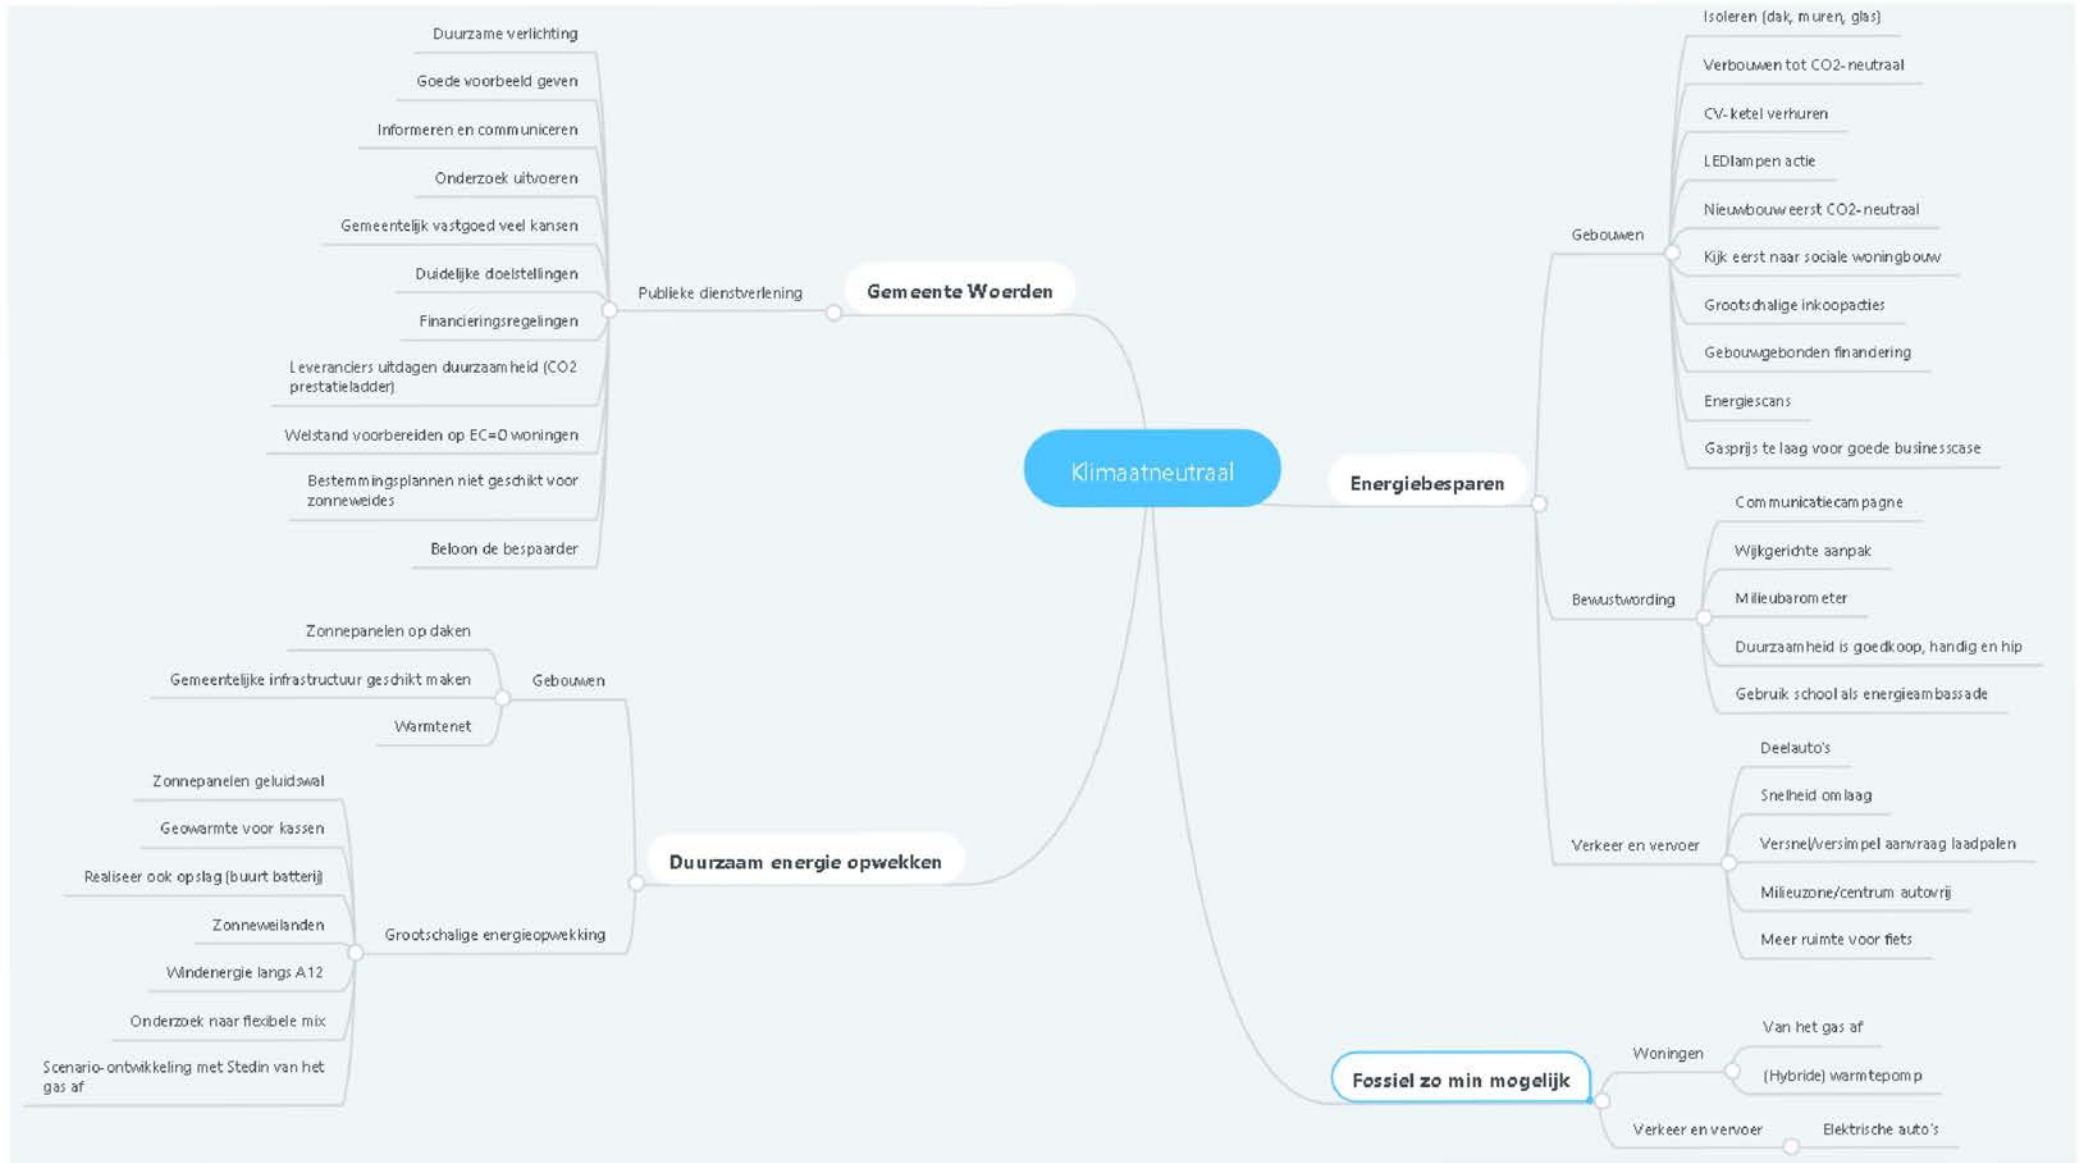 Klimaatneutraal
Gemeente Woerden
Publieke dienstverlening
Duurzame verlichting
Goede voorbeeld geven
Informeren en communiceren
Onderzoek uitvoeren
Gemeentelijk vastgoed veel kansen
Duidelijke doelstellingen
Financieringsregelingen
Leveranciers uitdagen duurzaamheid (CO2
prestatieladder)
Welstand voorbereiden op EC=0 woningen
Bestemmingsplannen niet geschikt voor
zonneweides
Beloon de bespaarder
Duurzaam energie opwekken
Gebouwen
Zonnepanelen op daken
Gemeentelijke infrastructuur geschikt maken
Warmtenet
Grootschalige energieopwekking
Zonnepanelen geluidswal
Geowarmte voor kassen
Realiseer ook opslag (buurt batterij)
Zonneweilanden
Windenergie langs A12
Onderzoek naar flexibele mix
Scenario-ontwikkeling met Stedin van het
gas af
Energiebesparen
Gebouwen
Isoleren (dak, muren, glas)
Verbouwen tot CO2-neutraal
CV-ketel verhuren
LEDlampen actie
Nieuwbouw eerst CO2-neutraal
Kijk eerst naar sociale woningbouw
Grootschalige inkoopacties
Gebouwgebonden financiering
Energiescans
Gasprijs te laag voor goede businesscase
Bewustwording
Communicatiecampagne
Wijkgerichte aanpak
Milieubarometer
Duurzaamheid is goedkoop, handig en hip
Gebruik school als energieambassade
Verkeer en vervoer
Deelauto's
Snelheid omlaag
Versnel/versimpel aanvraag laadpalen
Milieuzone/centrum autovrij
Meer ruimte voor fiets
Fossiel zo min mogelijk
Woningen
Van het gas af
(Hybride) warmtepomp
Verkeer en vervoer
Elektrische auto's